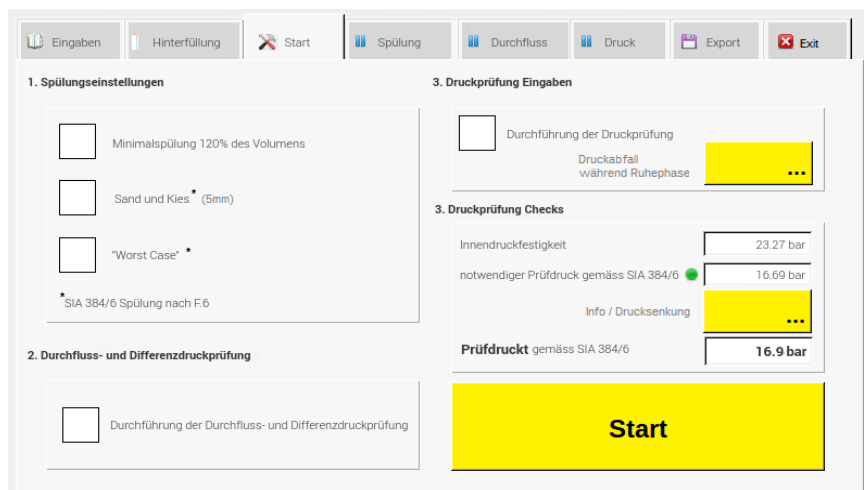 Eingaben
Hinterfüllung
Start
Spülung
Durchfluss
Druck
Export
Exit
1. Spülungseinstellungen
Minimalspülung 120% des Volumens
Sand und Kies * (5mm)
"Worst Case" *
*SIA 384/6 Spülung nach F.6
2. Durchfluss- und Differenzdruckprüfung
Durchführung der Durchfluss- und Differenzdruckprüfung
3. Druckprüfung Eingaben
Durchführung der Druckprüfung
Druckabfall
während Ruhephase
...
3. Druckprüfung Checks
Innendruckfestigkeit 23.27 bar
notwendiger Prüfdruck gemäss SIA 384/6 16.69 bar
Info / Drucksenkung ...
Prüfdruckt gemäss SIA 384/6 16.9 bar
Start